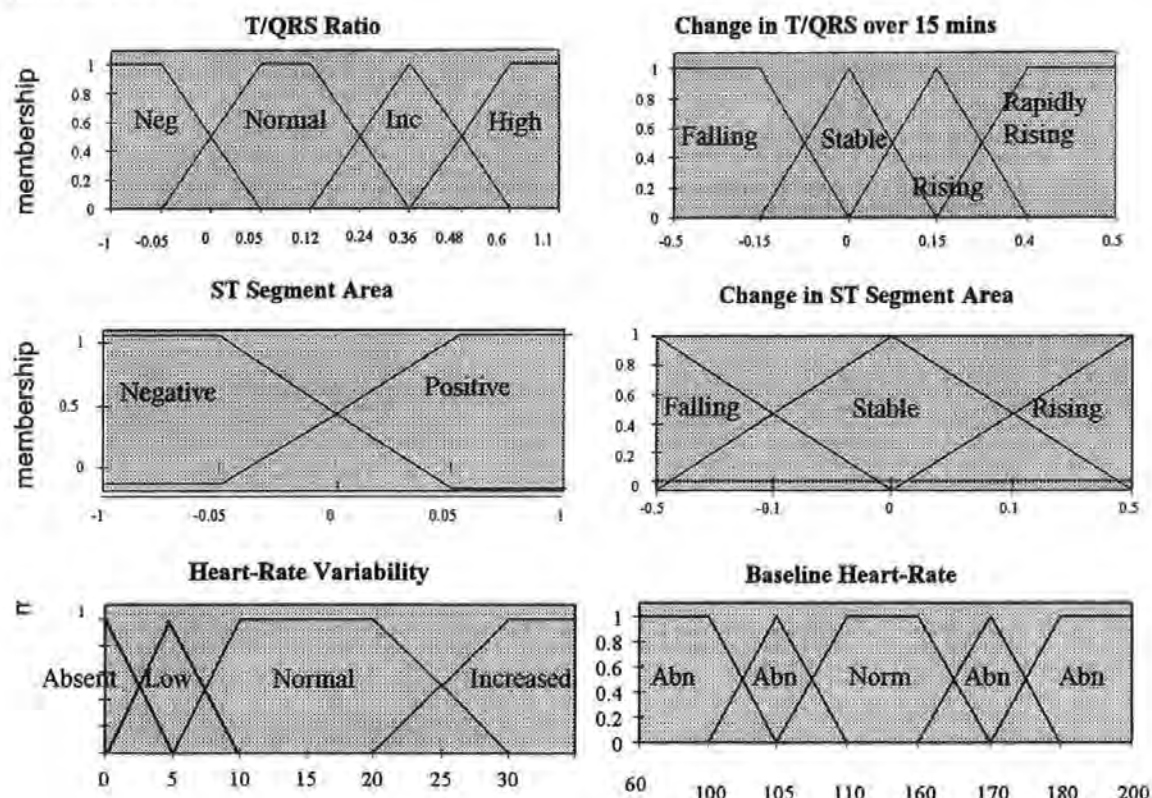 T/QRS Ratio
membership
1
0.8
0.6
0.4
0.2
0
Neg
Normal
Inc
High
-1 -0.05 0 0.05 0.12 0.24 0.36 0.48 0.6 1.1
Change in T/QRS over 15 mins
1
0.8
0.6
0.4
0.2
0
Falling
Stable
Rising
Rapidly
Rising
-0.5 -0.15 0 0.15 0.4 0.5
ST Segment Area
membership
1
0.5
0
Negative
Positive
-1 -0.05 0 0.05 1
Change in ST Segment Area
1
0.8
0.6
0.4
0.2
0
Falling
Stable
Rising
-0.5 -0.1 0 0.1 0.5
Heart-Rate Variability
1
Absent
Low
Normal
Increased
0 5 10 20 30
Baseline Heart-Rate
1
0.8
0.6
0.4
0.2
0
Abn
Abn
Norm
Abn
Abn
60 100 105 110 160 170 180 200